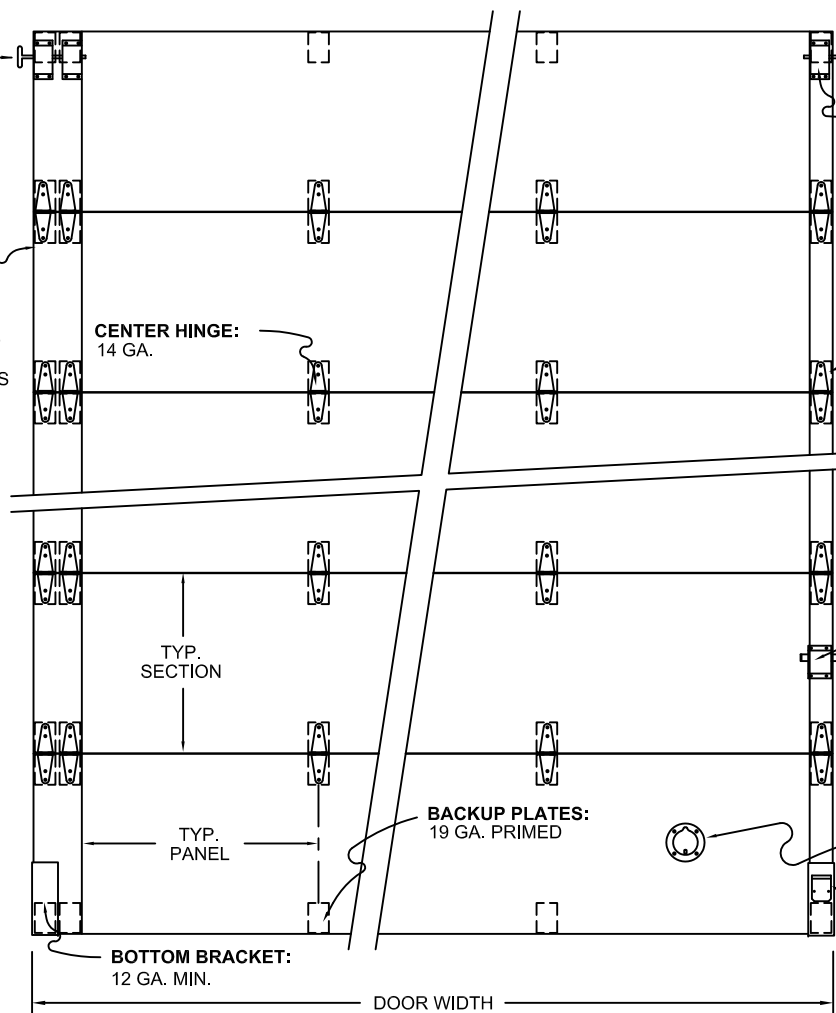 CENTER HINGE:
14 GA.
S
TYP.
SECTION
TYP.
PANEL
BACKUP PLATES:
19 GA. PRIMED
BOTTOM BRACKET:
12 GA. MIN.
DOOR WIDTH